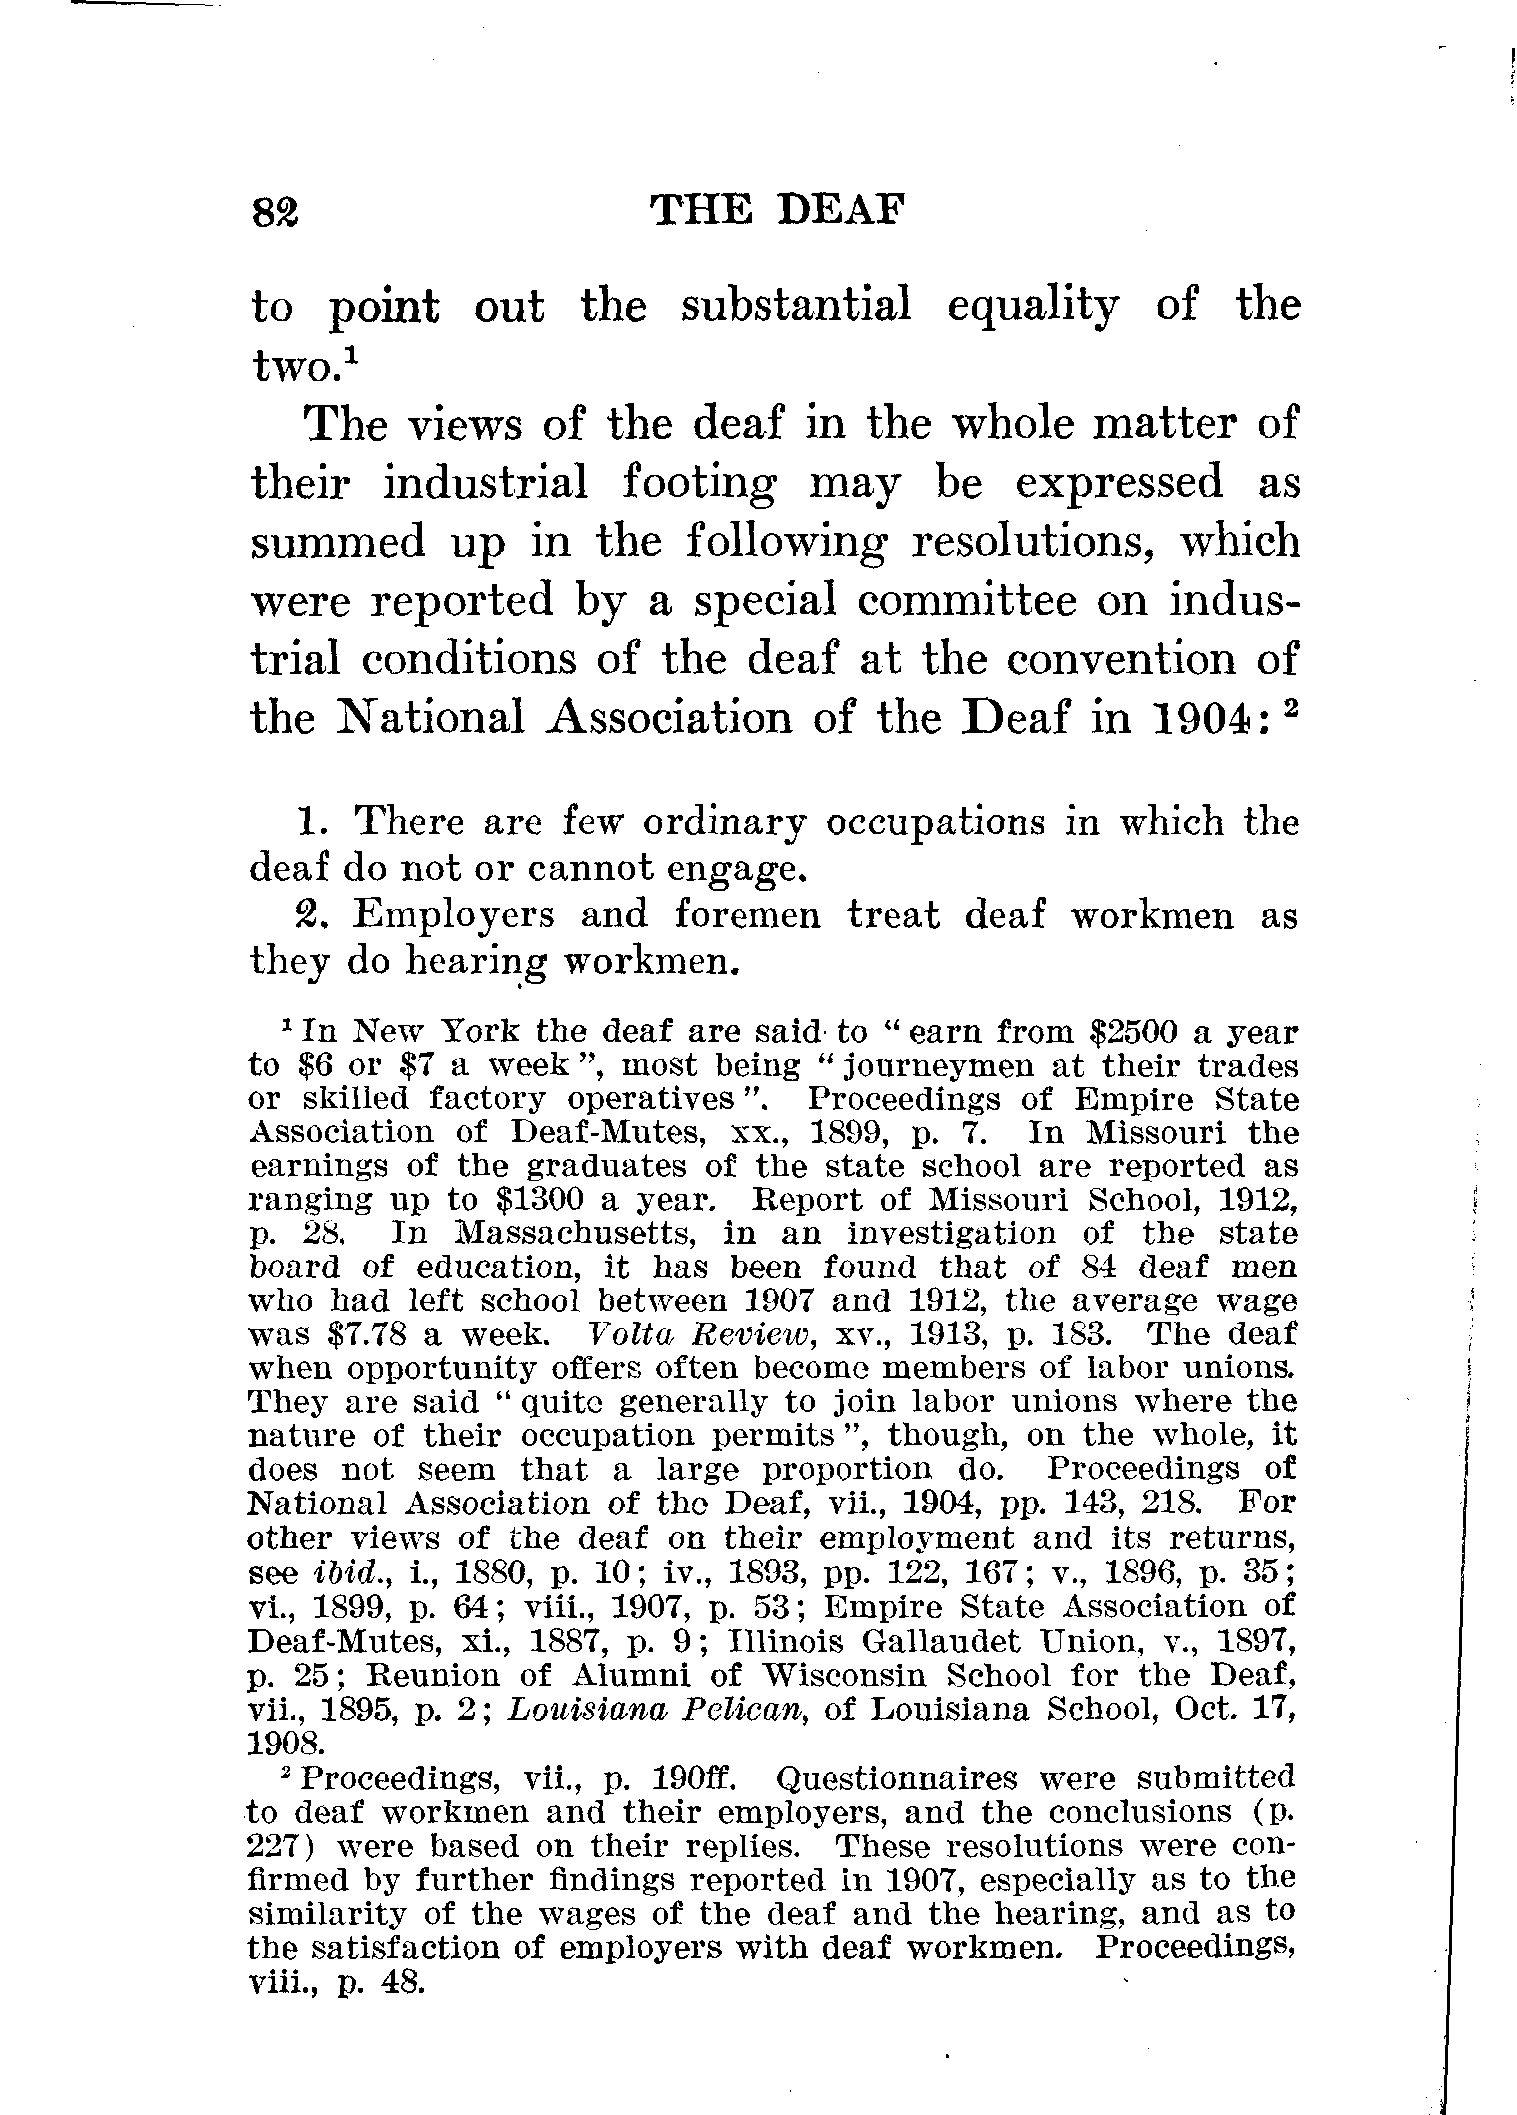 82 THE DEAF
to point out the substantial equality of the
two.¹
The views of the deaf in the whole matter of
their industrial footing may be expressed as
summed up in the following resolutions, which
were reported by a special committee on indus-
trial conditions of the deaf at the convention of
the National Association of the Deaf in 1904: ²
1. There are few ordinary occupations in which the
deaf do not or cannot engage.
2. Employers and foremen treat deaf workmen as
they do hearing workmen.
¹ In New York the deaf are said to “ earn from $2500 a year
to $6 or $7 a week ”, most being “ journeymen at their trades
or skilled factory operatives ”. Proceedings of Empire State
Association of Deaf-Mutes, xx., 1899, p. 7. In Missouri the
earnings of the graduates of the state school are reported as
ranging up to $1300 a year. Report of Missouri School, 1912,
p. 28. In Massachusetts, in an investigation of the state
board of education, it has been found that of 84 deaf men
who had left school between 1907 and 1912, the average wage
was $7.78 a week. Volta Review, xv., 1913, p. 183. The deaf
when opportunity offers often become members of labor unions.
They are said “ quite generally to join labor unions where the
nature of their occupation permits ”, though, on the whole, it
does not seem that a large proportion do. Proceedings of
National Association of the Deaf, vii., 1904, pp. 143, 218. For
other views of the deaf on their employment and its returns,
see ibid., i., 1880, p. 10; iv., 1893, pp. 122, 167; v., 1896, p. 35;
vi., 1899, p. 64; viii., 1907, p. 53; Empire State Association of
Deaf-Mutes, xi., 1887, p. 9; Illinois Gallaudet Union, v., 1897,
p. 25; Reunion of Alumni of Wisconsin School for the Deaf,
vii., 1895, p. 2; Louisiana Pelican, of Louisiana School, Oct. 17,
1908.
² Proceedings, vii., p. 190ff. Questionnaires were submitted
to deaf workmen and their employers, and the conclusions (p.
227) were based on their replies. These resolutions were con-
firmed by further findings reported in 1907, especially as to the
similarity of the wages of the deaf and the hearing, and as to
the satisfaction of employers with deaf workmen. Proceedings,
viii., p. 48.